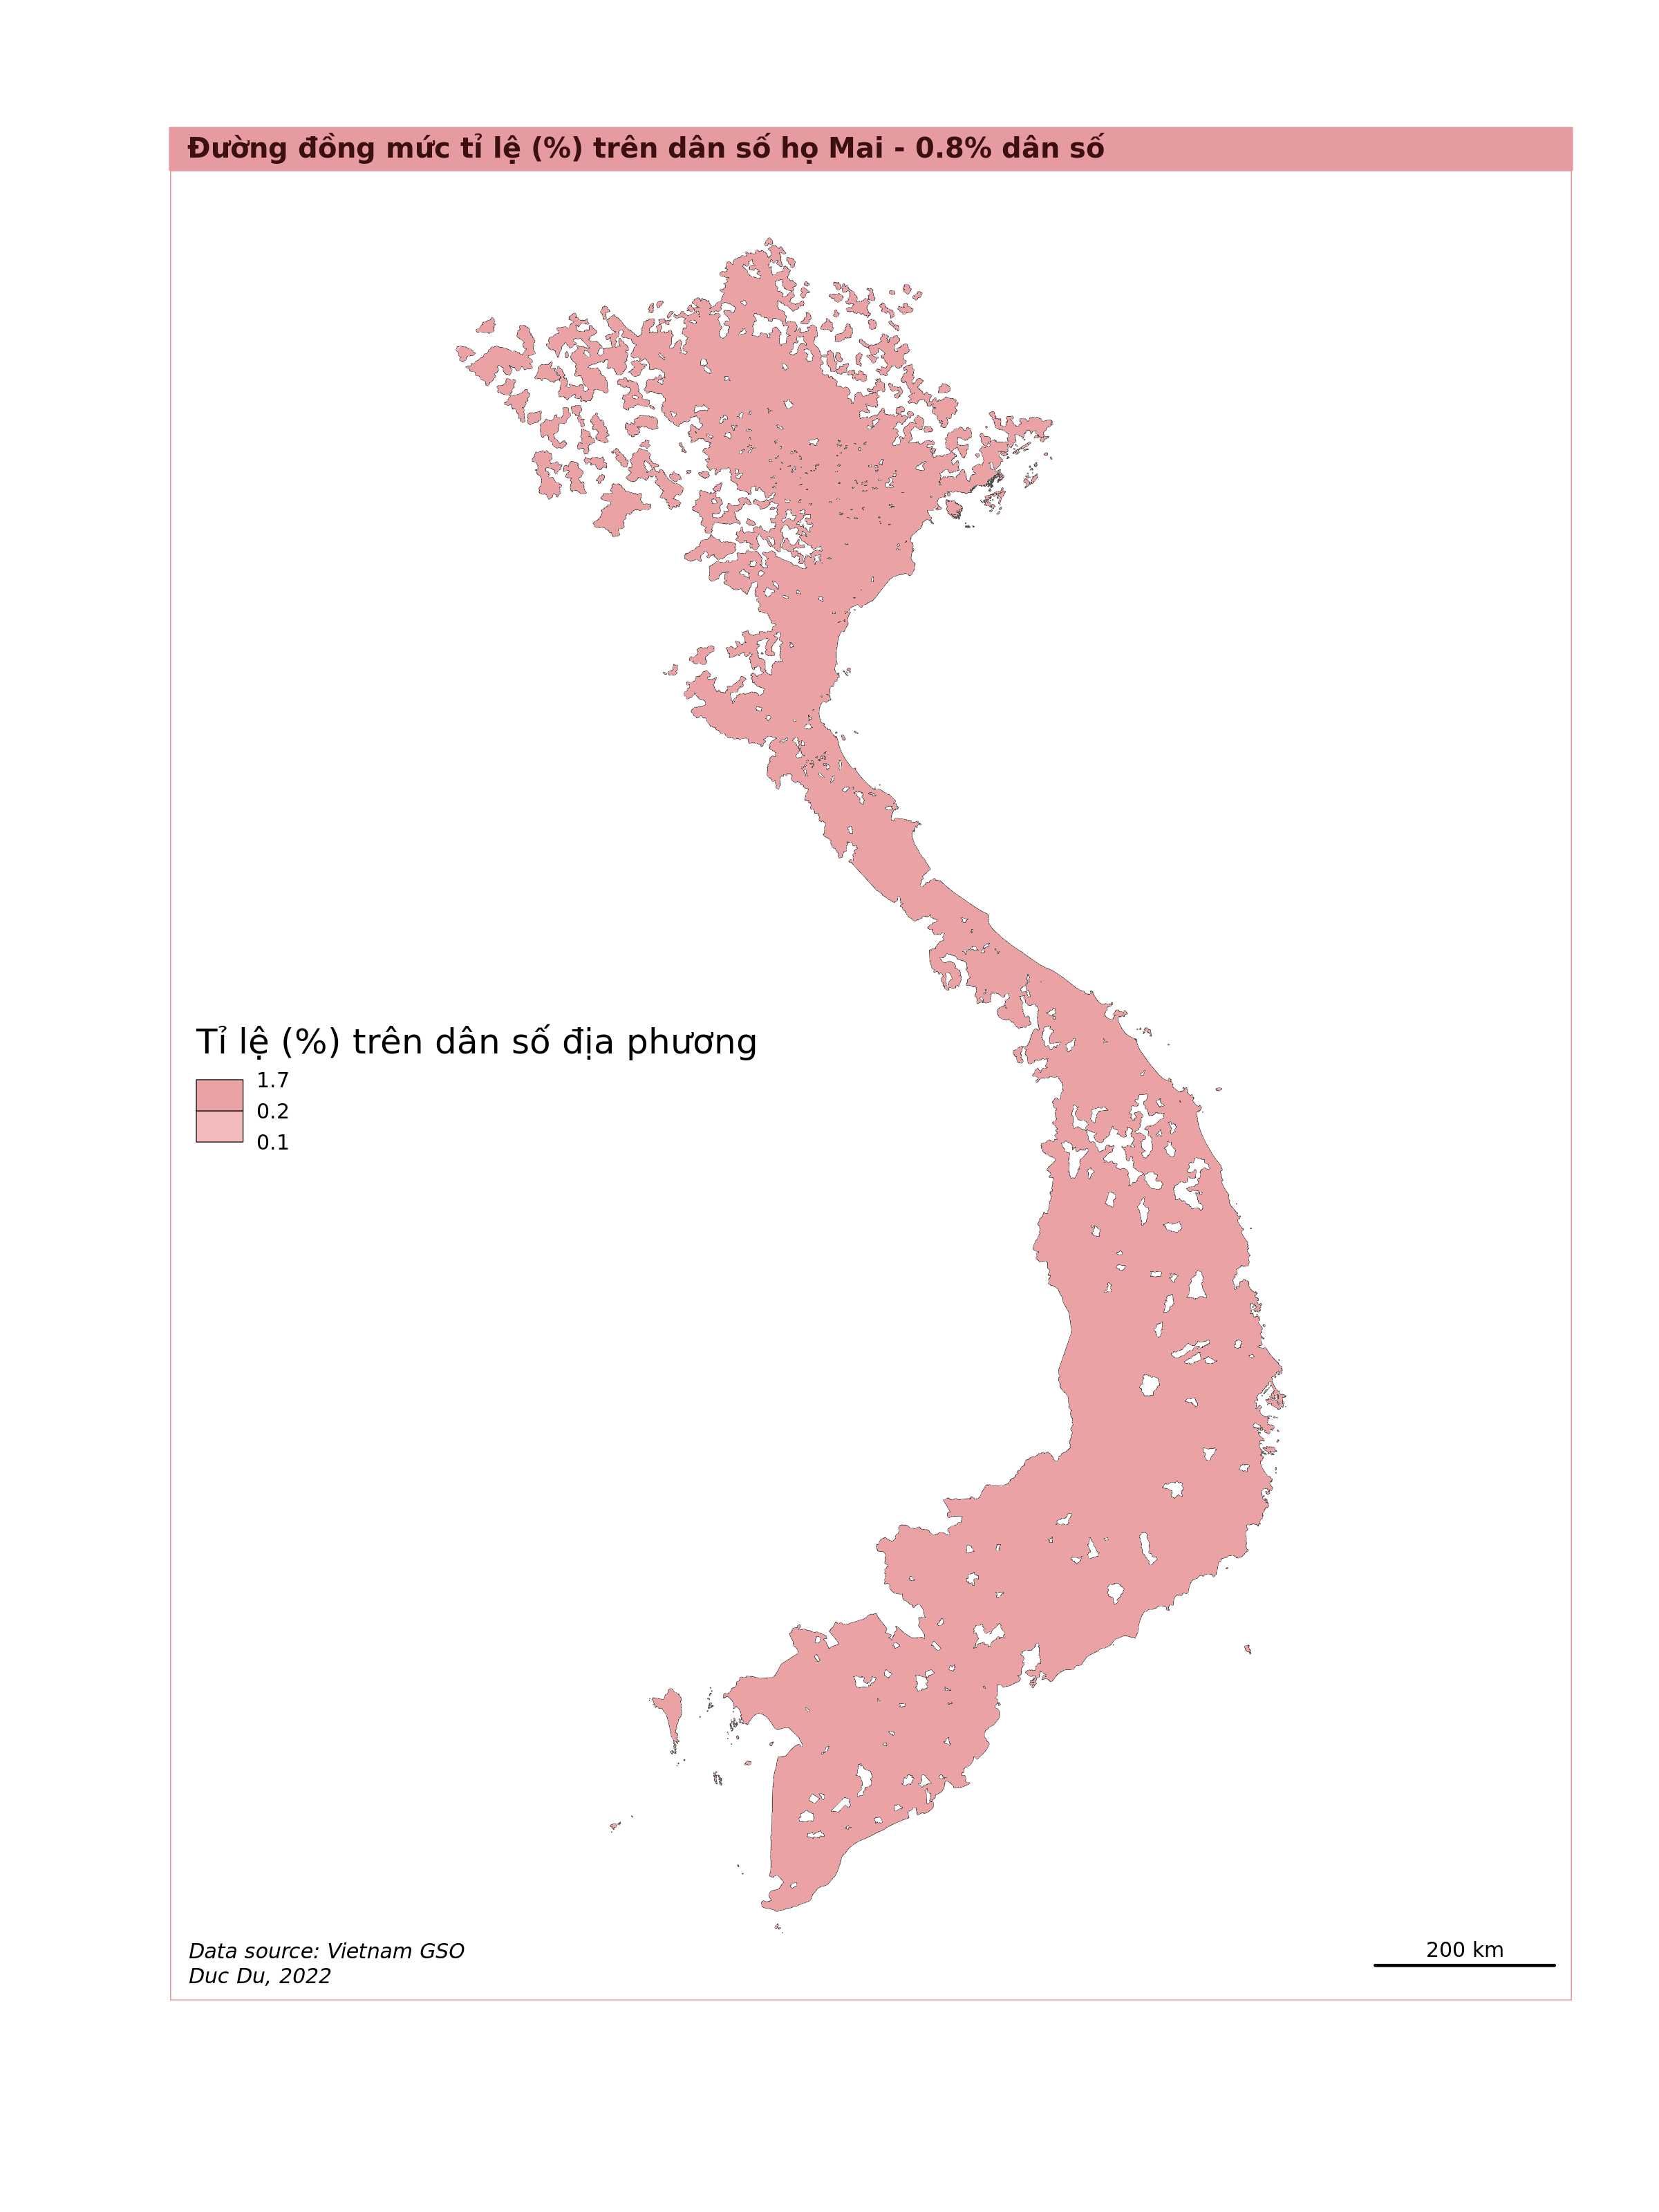 Đường đồng mức tỉ lệ (%) trên dân số họ Mai - 0.8% dân số
Tỉ lệ (%) trên dân số địa phương
1.7
0.2
0.1
Data source: Vietnam GSO
Duc Du, 2022
200 km